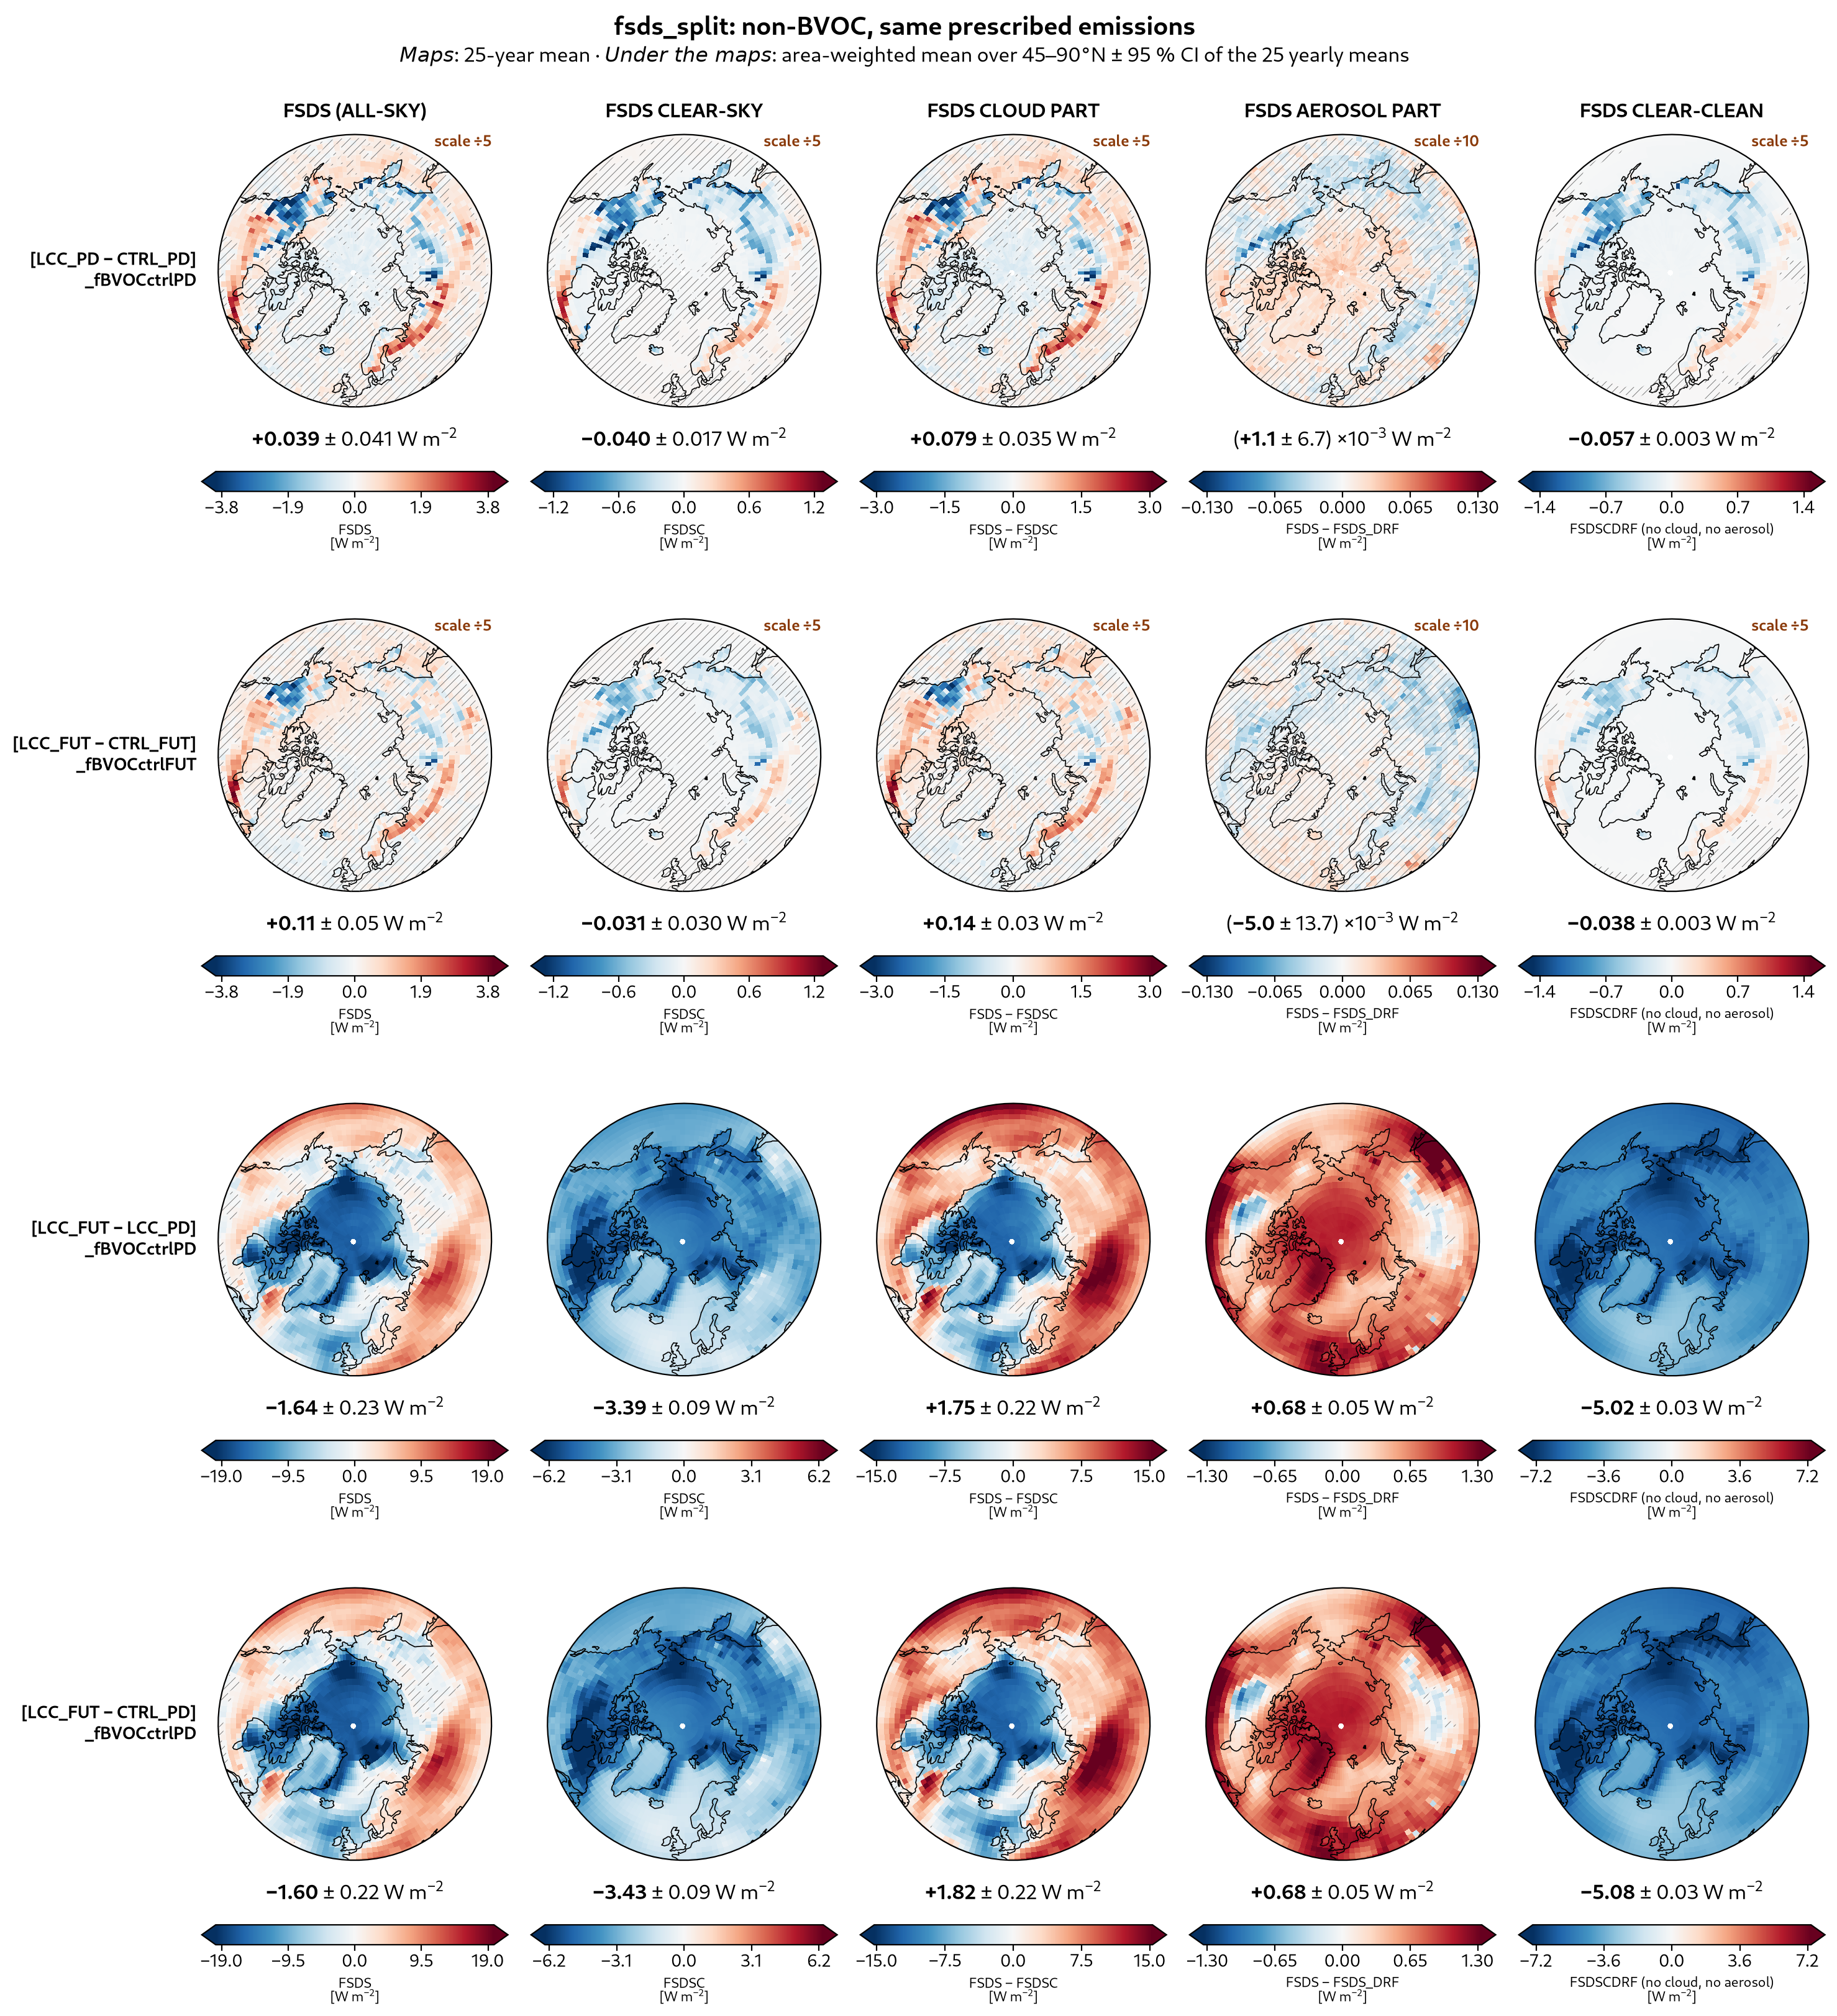 fsds_split: non-BVOC, same prescribed emissions
Maps: 25-year mean · Under the maps: area-weighted mean over 45–90°N ± 95 % CI of the 25 yearly means
FSDS (ALL-SKY) FSDS CLEAR-SKY FSDS CLOUD PART FSDS AEROSOL PART FSDS CLEAR-CLEAN
scale ÷5 scale ÷5 scale ÷5 scale ÷10 scale ÷5
[LCC_PD − CTRL_PD]
_fBVOCctrlPD
+0.039 ± 0.041 W m⁻² −0.040 ± 0.017 W m⁻² +0.079 ± 0.035 W m⁻² (+1.1 ± 6.7) ×10⁻³ W m⁻² −0.057 ± 0.003 W m⁻²
−3.8 −1.9 0.0 1.9 3.8 −1.2 −0.6 0.0 0.6 1.2 −3.0 −1.5 0.0 1.5 3.0 −0.130 −0.065 0.000 0.065 0.130 −1.4 −0.7 0.0 0.7 1.4
FSDS FSDSC FSDS − FSDSC FSDS − FSDS_DRF FSDSCDRF (no cloud, no aerosol)
[W m⁻²] [W m⁻²] [W m⁻²] [W m⁻²] [W m⁻²]
scale ÷5 scale ÷5 scale ÷5 scale ÷10 scale ÷5
[LCC_FUT − CTRL_FUT]
_fBVOCctrlFUT
+0.11 ± 0.05 W m⁻² −0.031 ± 0.030 W m⁻² +0.14 ± 0.03 W m⁻² (−5.0 ± 13.7) ×10⁻³ W m⁻² −0.038 ± 0.003 W m⁻²
−3.8 −1.9 0.0 1.9 3.8 −1.2 −0.6 0.0 0.6 1.2 −3.0 −1.5 0.0 1.5 3.0 −0.130 −0.065 0.000 0.065 0.130 −1.4 −0.7 0.0 0.7 1.4
FSDS FSDSC FSDS − FSDSC FSDS − FSDS_DRF FSDSCDRF (no cloud, no aerosol)
[W m⁻²] [W m⁻²] [W m⁻²] [W m⁻²] [W m⁻²]
[LCC_FUT − LCC_PD]
_fBVOCctrlPD
−1.64 ± 0.23 W m⁻² −3.39 ± 0.09 W m⁻² +1.75 ± 0.22 W m⁻² +0.68 ± 0.05 W m⁻² −5.02 ± 0.03 W m⁻²
−19.0 −9.5 0.0 9.5 19.0 −6.2 −3.1 0.0 3.1 6.2 −15.0 −7.5 0.0 7.5 15.0 −1.30 −0.65 0.00 0.65 1.30 −7.2 −3.6 0.0 3.6 7.2
FSDS FSDSC FSDS − FSDSC FSDS − FSDS_DRF FSDSCDRF (no cloud, no aerosol)
[W m⁻²] [W m⁻²] [W m⁻²] [W m⁻²] [W m⁻²]
[LCC_FUT − CTRL_PD]
_fBVOCctrlPD
−1.60 ± 0.22 W m⁻² −3.43 ± 0.09 W m⁻² +1.82 ± 0.22 W m⁻² +0.68 ± 0.05 W m⁻² −5.08 ± 0.03 W m⁻²
−19.0 −9.5 0.0 9.5 19.0 −6.2 −3.1 0.0 3.1 6.2 −15.0 −7.5 0.0 7.5 15.0 −1.30 −0.65 0.00 0.65 1.30 −7.2 −3.6 0.0 3.6 7.2
FSDS FSDSC FSDS − FSDSC FSDS − FSDS_DRF FSDSCDRF (no cloud, no aerosol)
[W m⁻²] [W m⁻²] [W m⁻²] [W m⁻²] [W m⁻²]